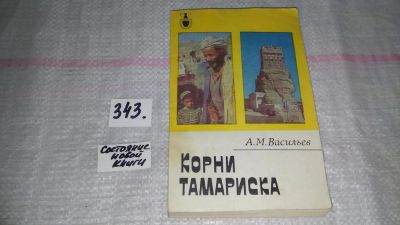 343.
Состояние
новой
книги
А.М.Васильев
КОРНИ
ТАМАРИСКА